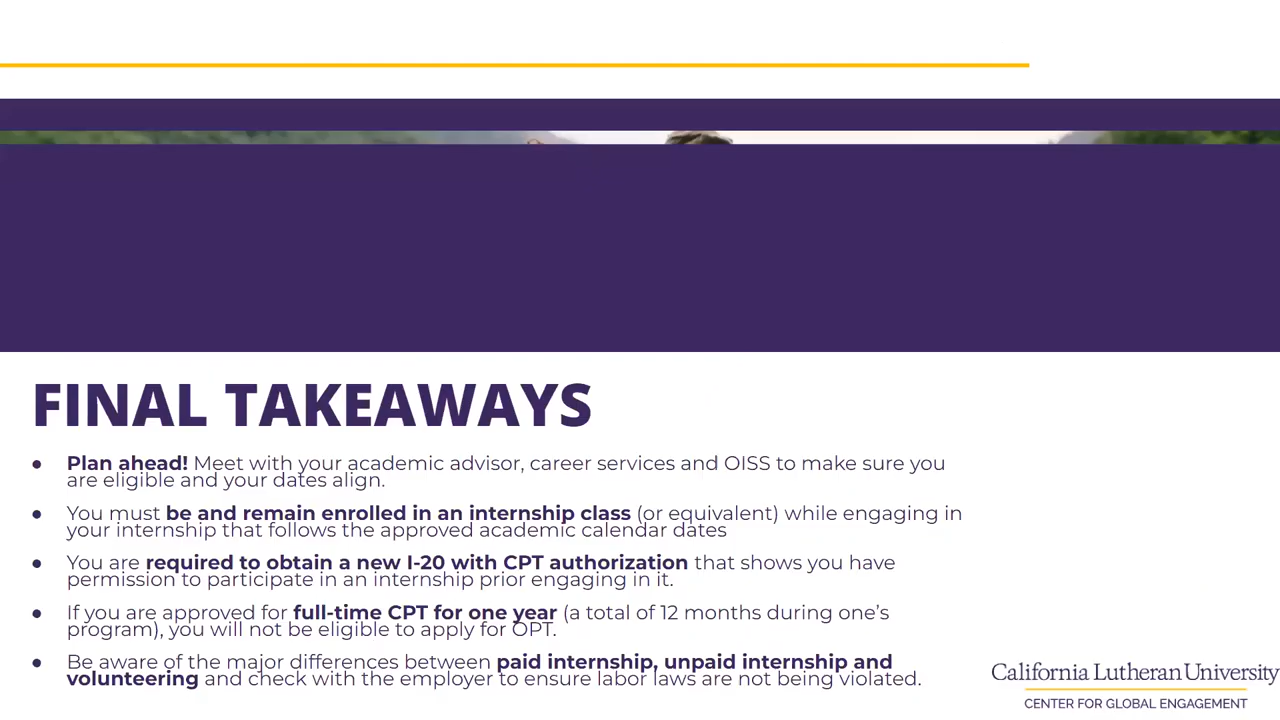 FINAL TAKEAWAYS
● Plan ahead! Meet with your academic advisor, career services and OISS to make sure you
are eligible and your dates align.
● You must be and remain enrolled in an internship class (or equivalent) while engaging in
your internship that follows the approved academic calendar dates
● You are required to obtain a new I-20 with CPT authorization that shows you have
permission to participate in an internship prior engaging in it.
● If you are approved for full-time CPT for one year (a total of 12 months during one’s
program), you will not be eligible to apply for OPT.
● Be aware of the major differences between paid internship, unpaid internship and
volunteering and check with the employer to ensure labor laws are not being violated.
California Lutheran University
CENTER FOR GLOBAL ENGAGEMENT